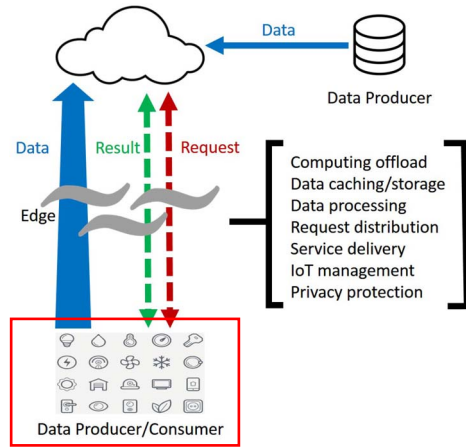 Data
Data Producer
Data
Result
Request
Edge
Computing offload
Data caching/storage
Data processing
Request distribution
Service delivery
IoT management
Privacy protection
Data Producer/Consumer